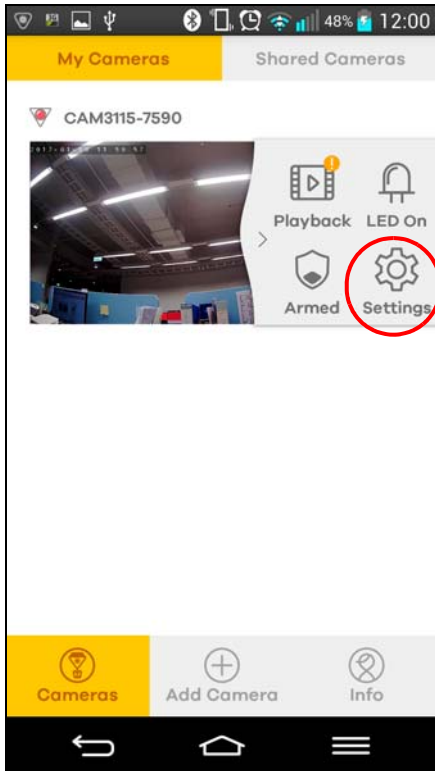 48% 12:00
My Cameras Shared Cameras
CAM3115-7590
Playback LED On
Armed Settings
Cameras Add Camera Info